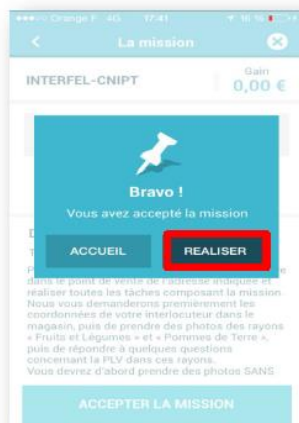 Orange F 4G 17:41 16 %
La mission
INTERFEL-CNIPT
Gain
0,00 €
Bravo !
Vous avez accepté la mission
ACCUEIL
REALISER
dans le point de vente de l'adresse indiquée et
réaliser toutes les tâches composant la mission
Nous vous demanderons premièrement les
coordonnées de votre interlocuteur dans le
magasin, puis de prendre des photos des rayons
« Fruits et Légumes » et « Pommes de Terre »,
puis de répondre à quelques questions
concernant la PLV dans ces rayons.
Vous devrez d'abord prendre des photos SANS
ACCEPTER LA MISSION